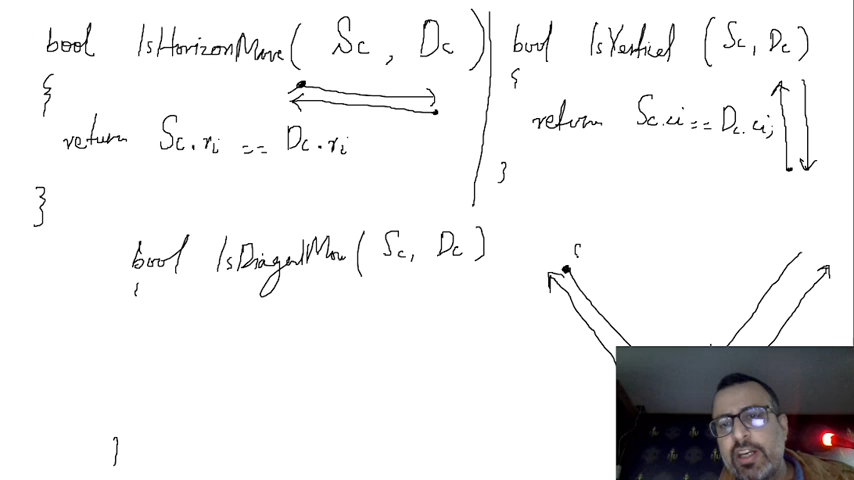 bool IsHorizonMove( Sc , Dc )
{
return Sc.ri == Dc.ri
}
bool IsVertical (Sc, Dc)
{
return Sc.ci == Dc.ci;
}
bool IsDiagonalMove( Sc, Dc )
{
}